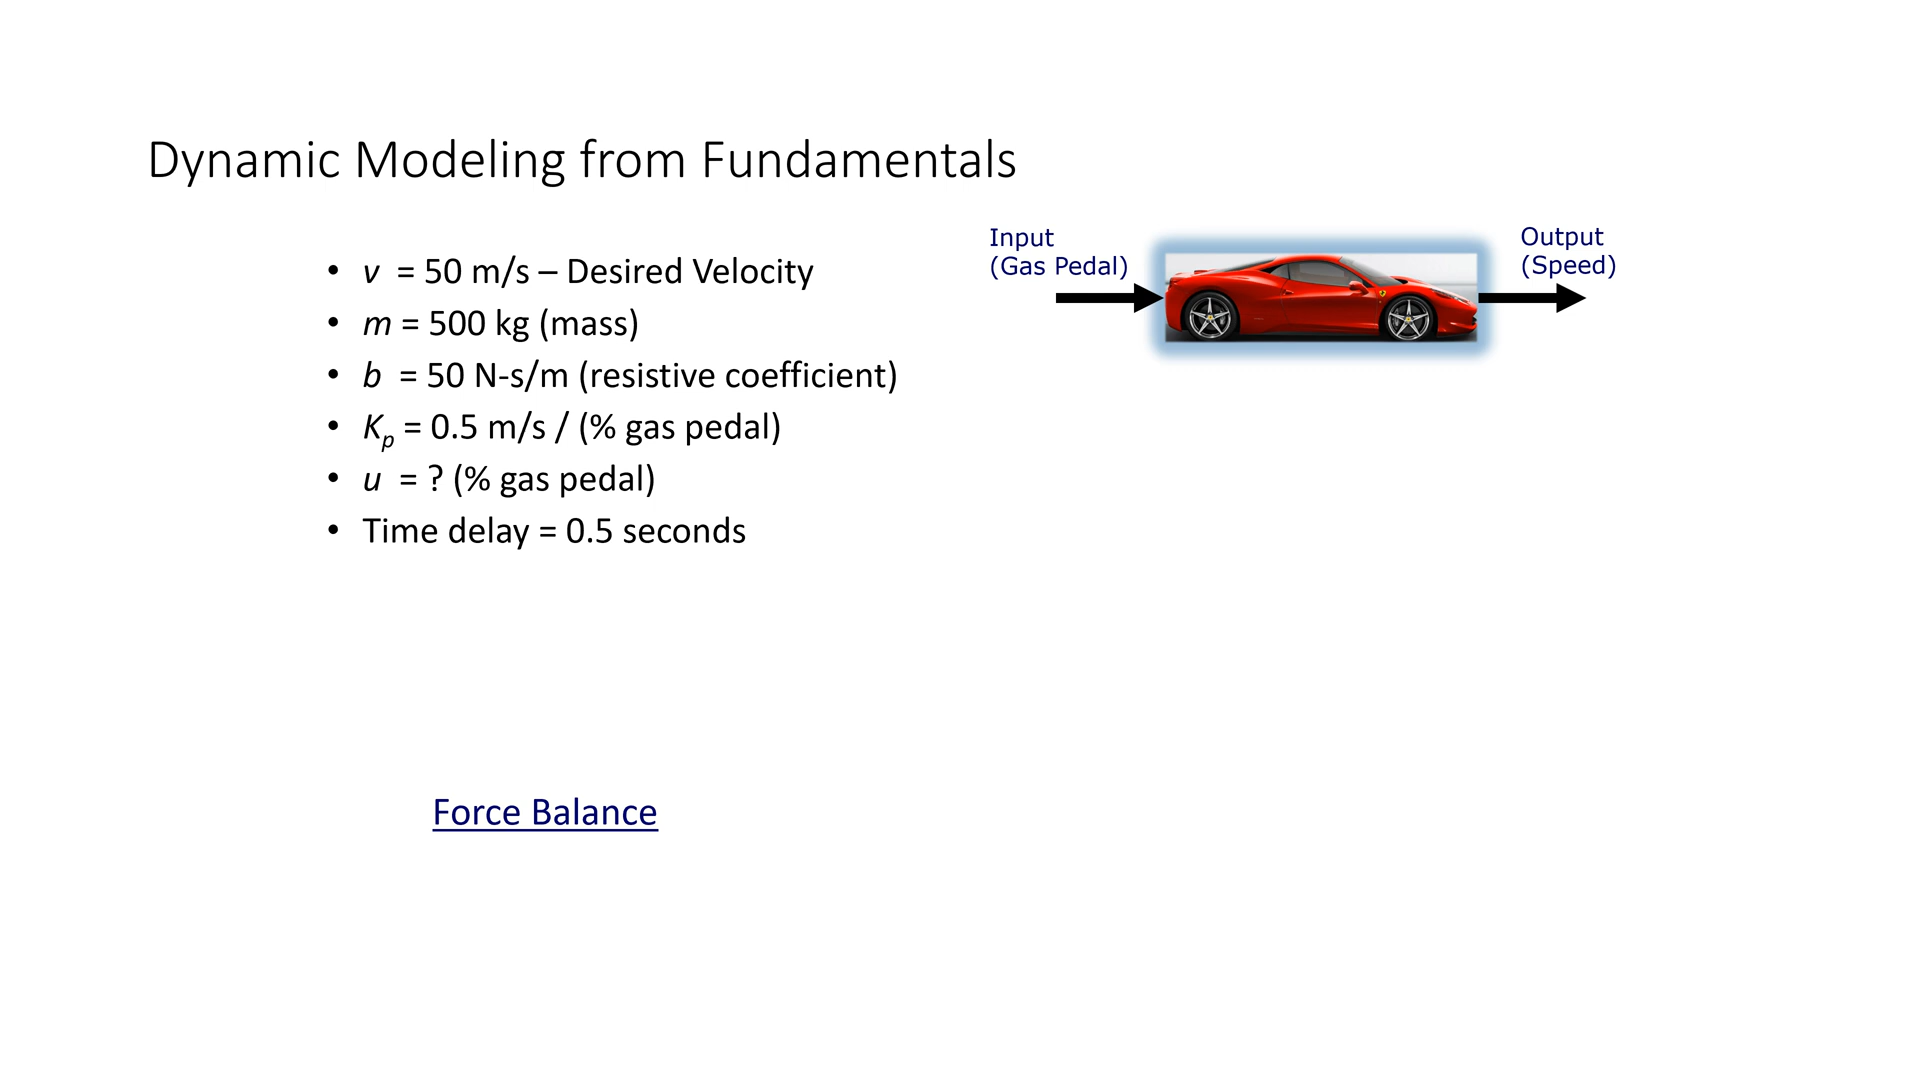 Dynamic Modeling from Fundamentals
• v = 50 m/s – Desired Velocity
• m = 500 kg (mass)
• b = 50 N-s/m (resistive coefficient)
• Kp = 0.5 m/s / (% gas pedal)
• u = ? (% gas pedal)
• Time delay = 0.5 seconds
Input
(Gas Pedal)
Output
(Speed)
Force Balance